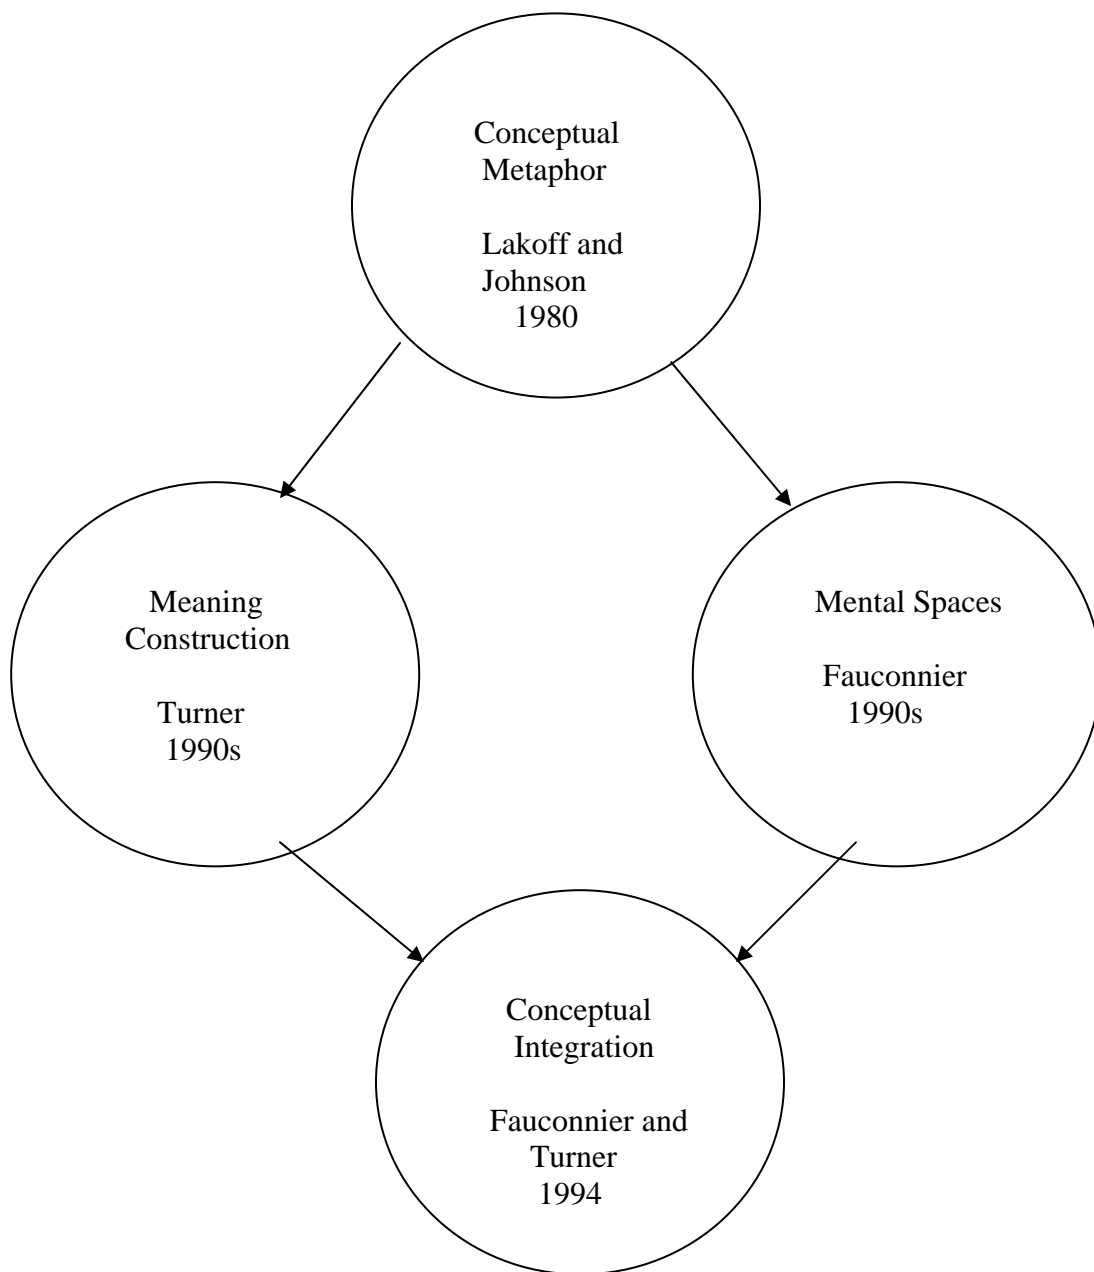 Conceptual
Metaphor
Lakoff and
Johnson
1980
Meaning
Construction
Turner
1990s
Mental Spaces
Fauconnier
1990s
Conceptual
Integration
Fauconnier and
Turner
1994